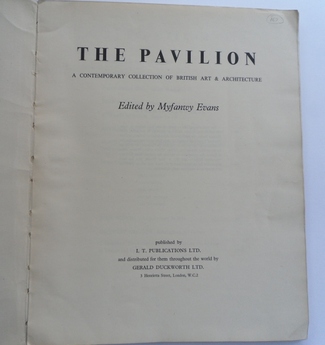 THE PAVILION
A CONTEMPORARY COLLECTION OF BRITISH ART & ARCHITECTURE
Edited by Myfanwy Evans
published by
I. T. PUBLICATIONS LTD.
and distributed for them throughout the world by
GERALD DUCKWORTH LTD.
3 Henrietta Street, London, W.C.2